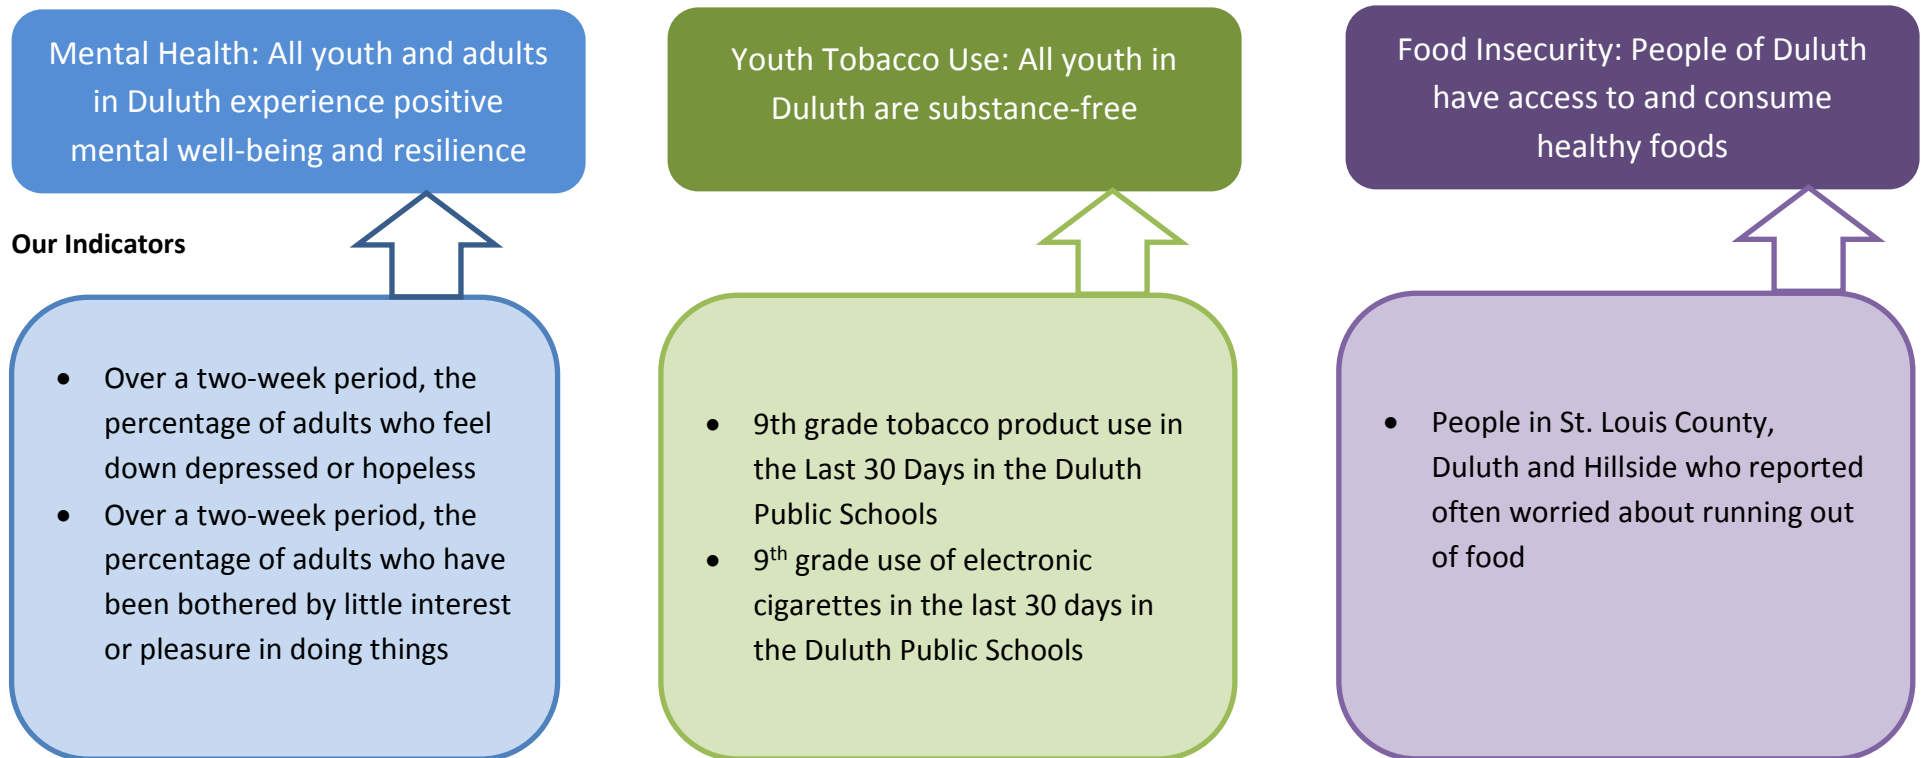 Mental Health: All youth and adults
in Duluth experience positive
mental well-being and resilience
Youth Tobacco Use: All youth in
Duluth are substance-free
Food Insecurity: People of Duluth
have access to and consume
healthy foods
Our Indicators
• Over a two-week period, the
percentage of adults who feel
down depressed or hopeless
• Over a two-week period, the
percentage of adults who have
been bothered by little interest
or pleasure in doing things
• 9th grade tobacco product use in
the Last 30 Days in the Duluth
Public Schools
• 9th grade use of electronic
cigarettes in the last 30 days in
the Duluth Public Schools
• People in St. Louis County,
Duluth and Hillside who reported
often worried about running out
of food